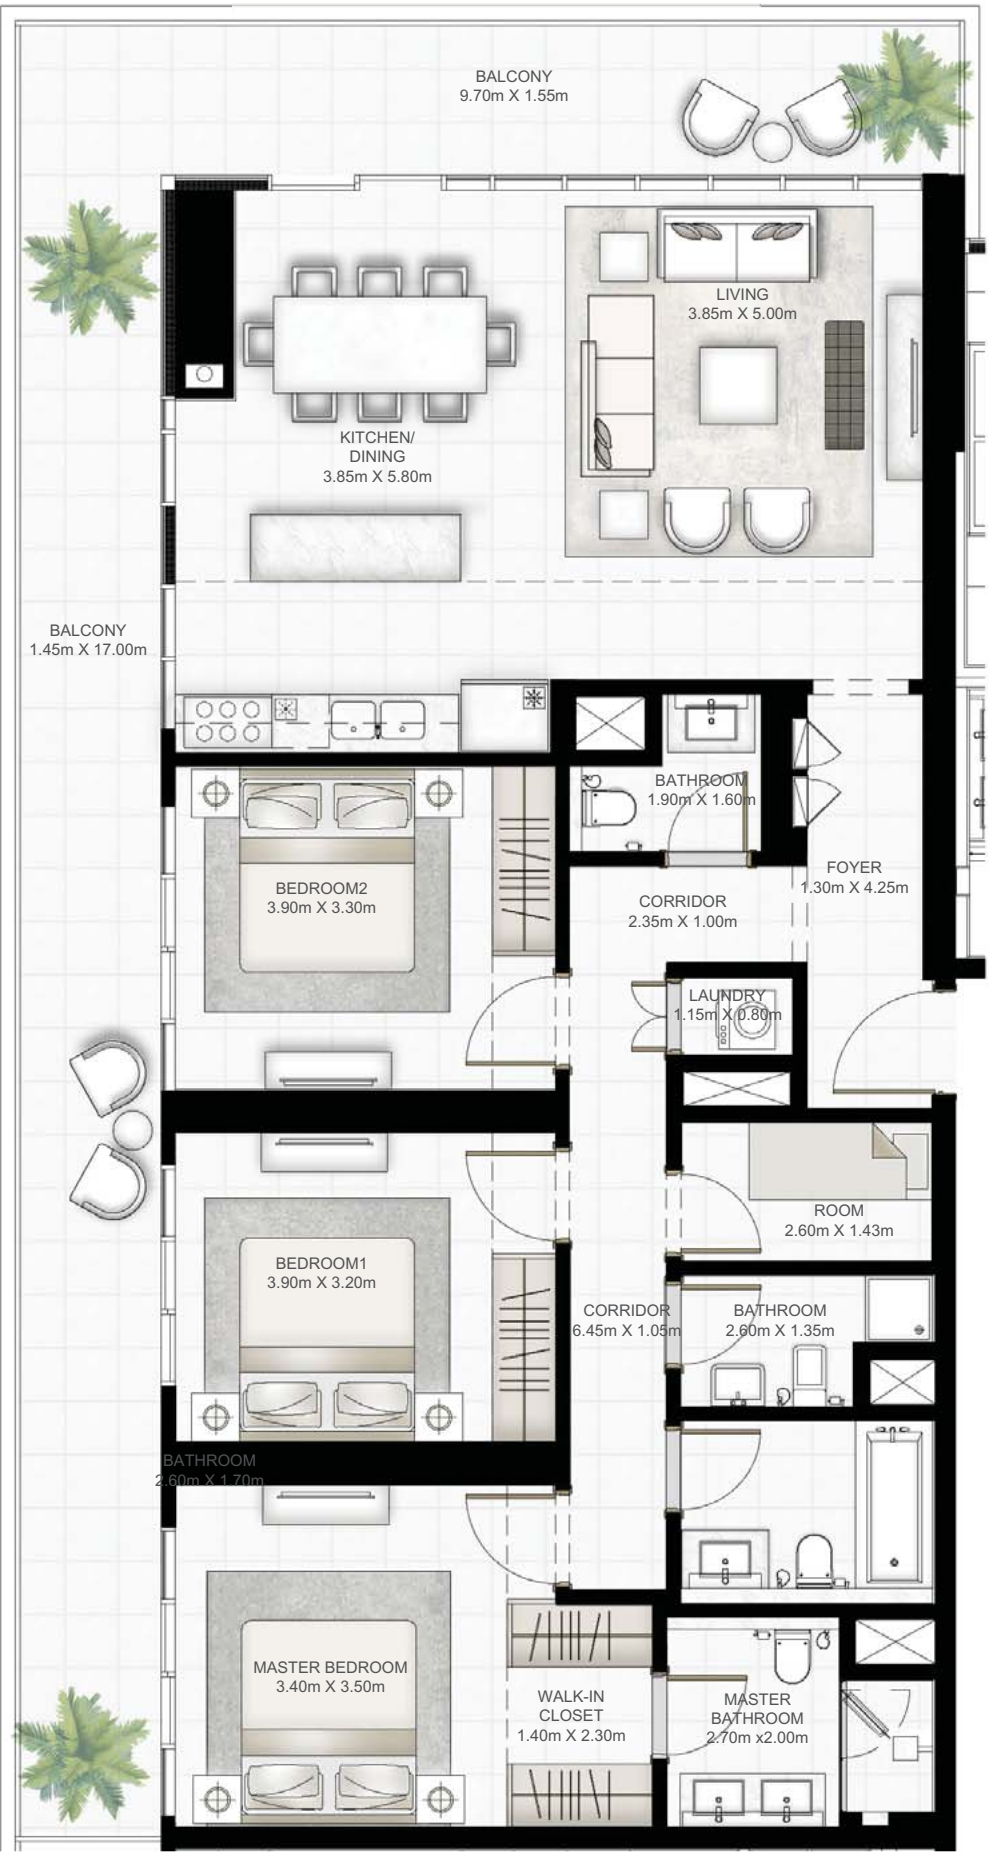 BALCONY
9.70m X 1.55m
LIVING
3.85m X 5.00m
KITCHEN/
DINING
3.85m X 5.80m
BALCONY
1.45m X 17.00m
BATHROOM
1.90m X 1.60m
FOYER
1.30m X 4.25m
BEDROOM2
3.90m X 3.30m
CORRIDOR
2.35m X 1.00m
LAUNDRY
1.15m X 0.80m
ROOM
2.60m X 1.43m
BEDROOM1
3.90m X 3.20m
CORRIDOR
6.45m X 1.05m
BATHROOM
2.60m X 1.35m
BATHROOM
2.60m X 1.70m
MASTER BEDROOM
3.40m X 3.50m
WALK-IN
CLOSET
1.40m X 2.30m
MASTER
BATHROOM
2.70m x2.00m